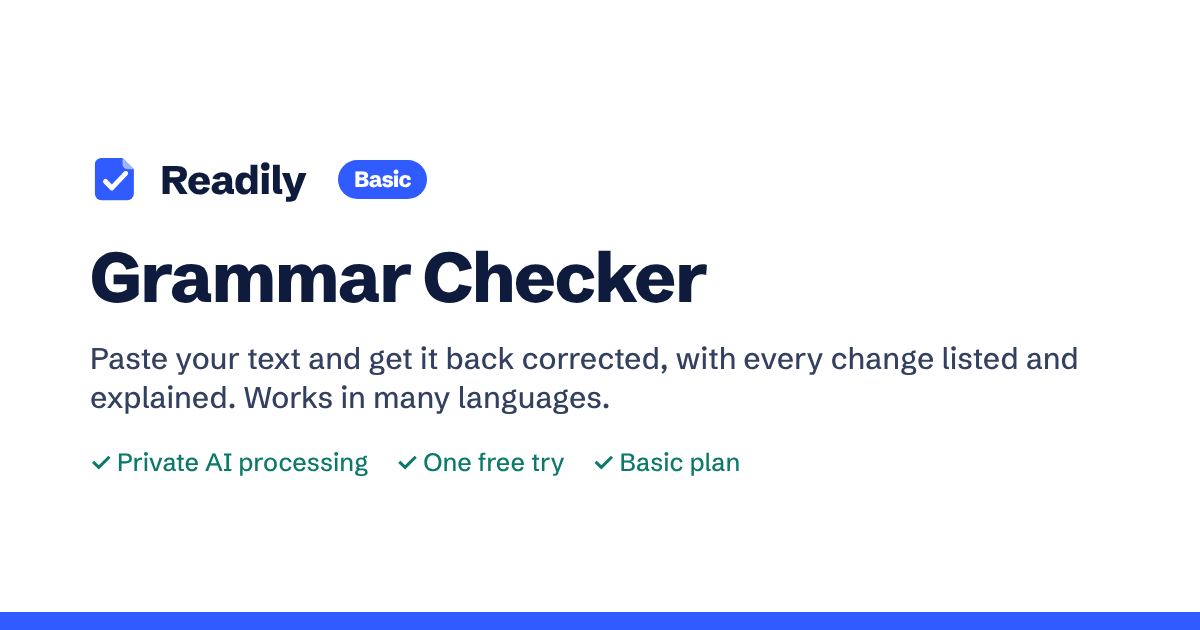 Readily Basic
Grammar Checker
Paste your text and get it back corrected, with every change listed and
explained. Works in many languages.
✓ Private AI processing ✓ One free try ✓ Basic plan